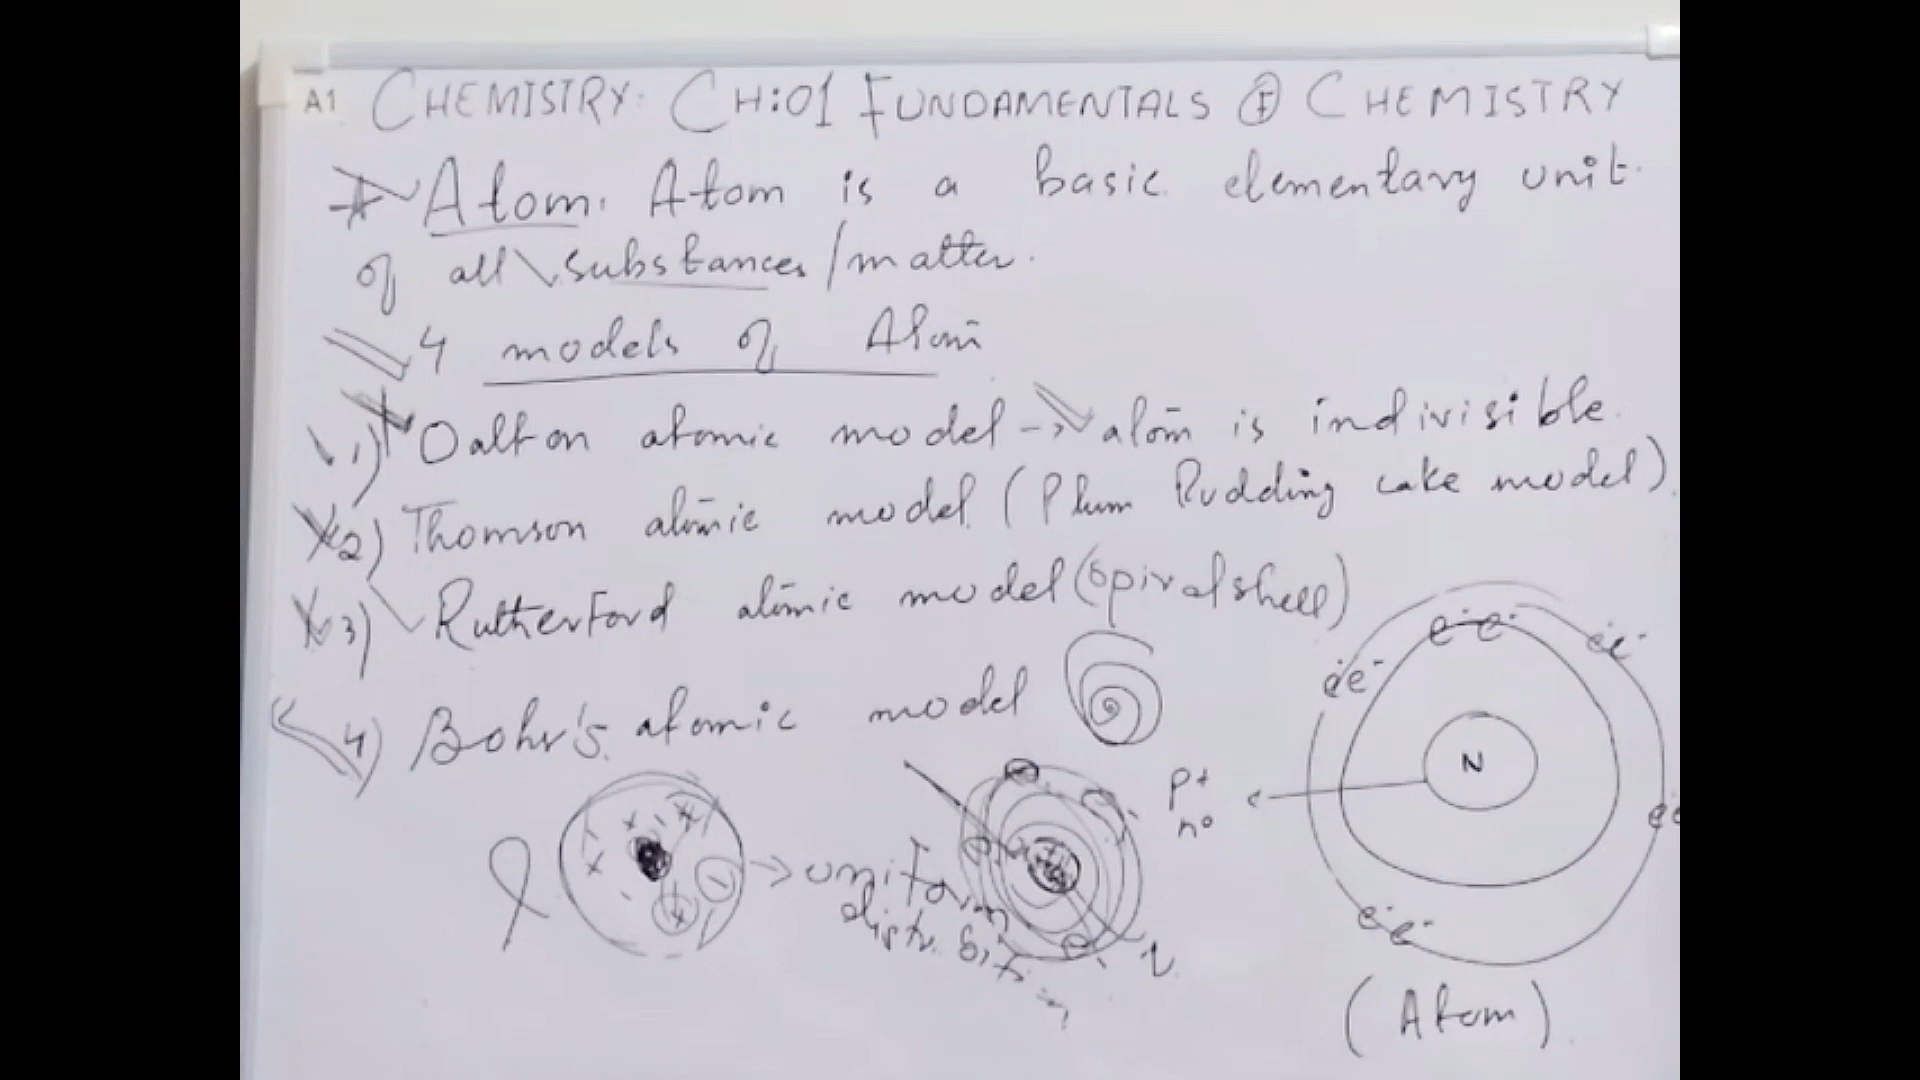 A1 CHEMISTRY: CH:01 FUNDAMENTALS OF CHEMISTRY
Atom. Atom is a basic elementary unit
of all substances/matter.
4 models of Atom
1) Dalton atomic model -> atom is indivisible.
2) Thomson atomic model (Plum Pudding cake model)
3) Rutherford atomic model (spiral shell)
4) Bohr's atomic model
e- e-
e- e-
e- e-
N
p+
n°
uniform
distribution
e- e-
(Atom)